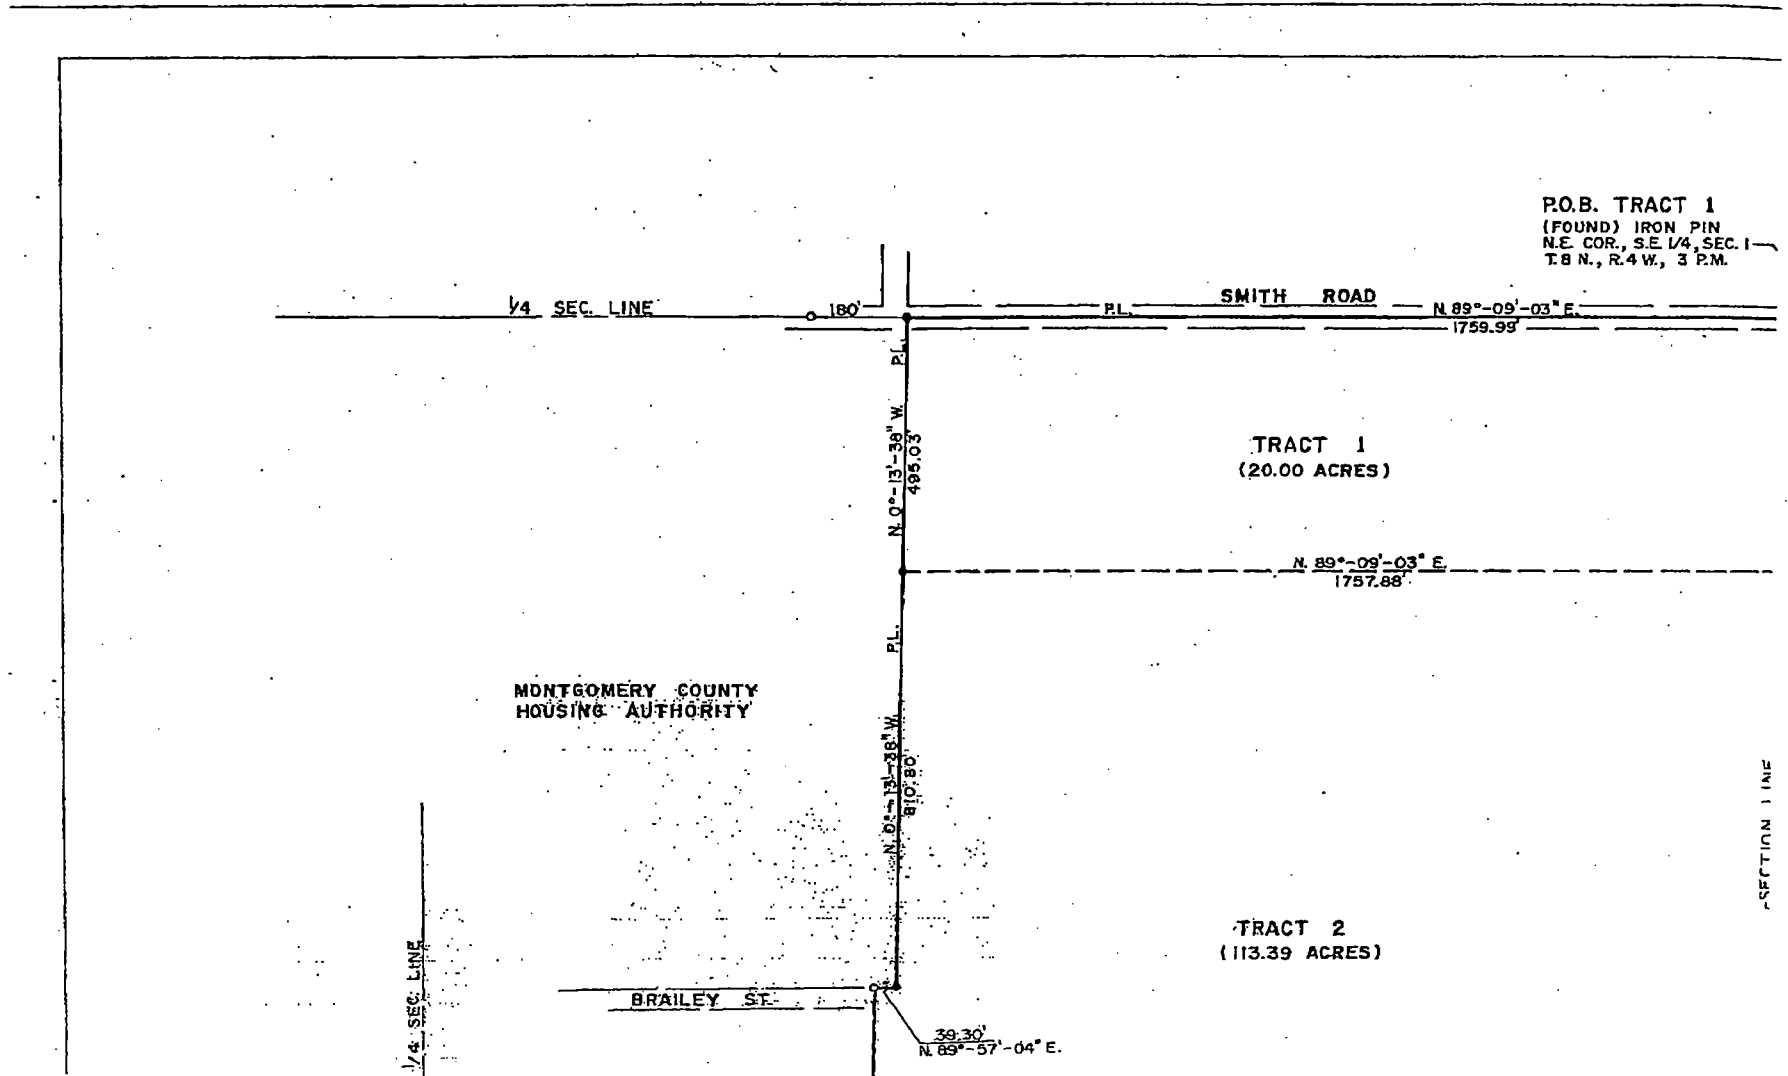 P.O.B. TRACT 1
(FOUND) IRON PIN
N.E. COR., S.E. 1/4, SEC. 1
T. 8 N., R. 4 W., 3 P.M.
1/4 SEC. LINE
180'
P.L.
SMITH ROAD
N. 89°-09'-03" E.
1759.99'
P.L.
N. 0°-13'-38" W.
495.03'
TRACT 1
(20.00 ACRES)
N. 89°-09'-03" E.
1757.88'
P.L.
MONTGOMERY COUNTY
HOUSING AUTHORITY
N. 0°-13'-38" W.
810.80'
SECTION LINE
TRACT 2
(113.39 ACRES)
1/4 SEC. LINE
BRAILEY ST.
39.30'
N. 89°-57'-04" E.